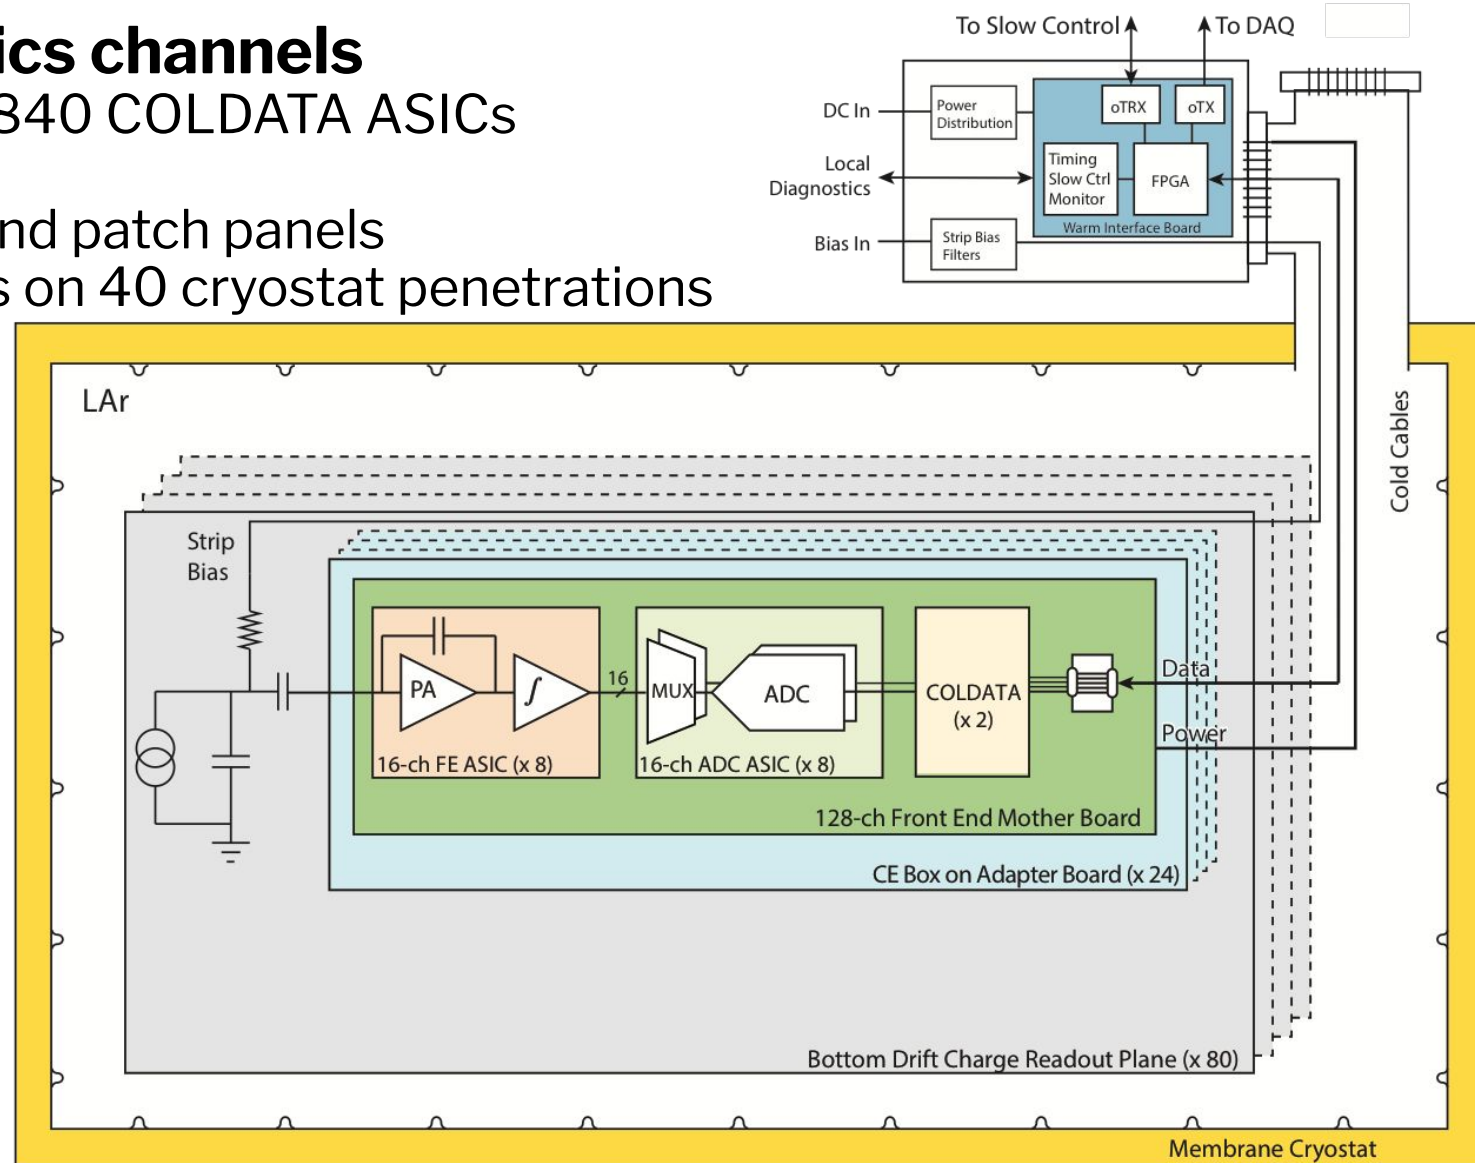 ics channels
840 COLDATA ASICs
nd patch panels
s on 40 cryostat penetrations
To Slow Control
To DAQ
DC In
Power
Distribution
oTRX
oTX
Local
Diagnostics
Timing
Slow Ctrl
Monitor
FPGA
Warm Interface Board
Bias In
Strip Bias
Filters
LAr
Cold Cables
Strip
Bias
PA
∫
16
MUX
ADC
COLDATA
(x 2)
Data
Power
16-ch FE ASIC (x 8)
16-ch ADC ASIC (x 8)
128-ch Front End Mother Board
CE Box on Adapter Board (x 24)
Bottom Drift Charge Readout Plane (x 80)
Membrane Cryostat